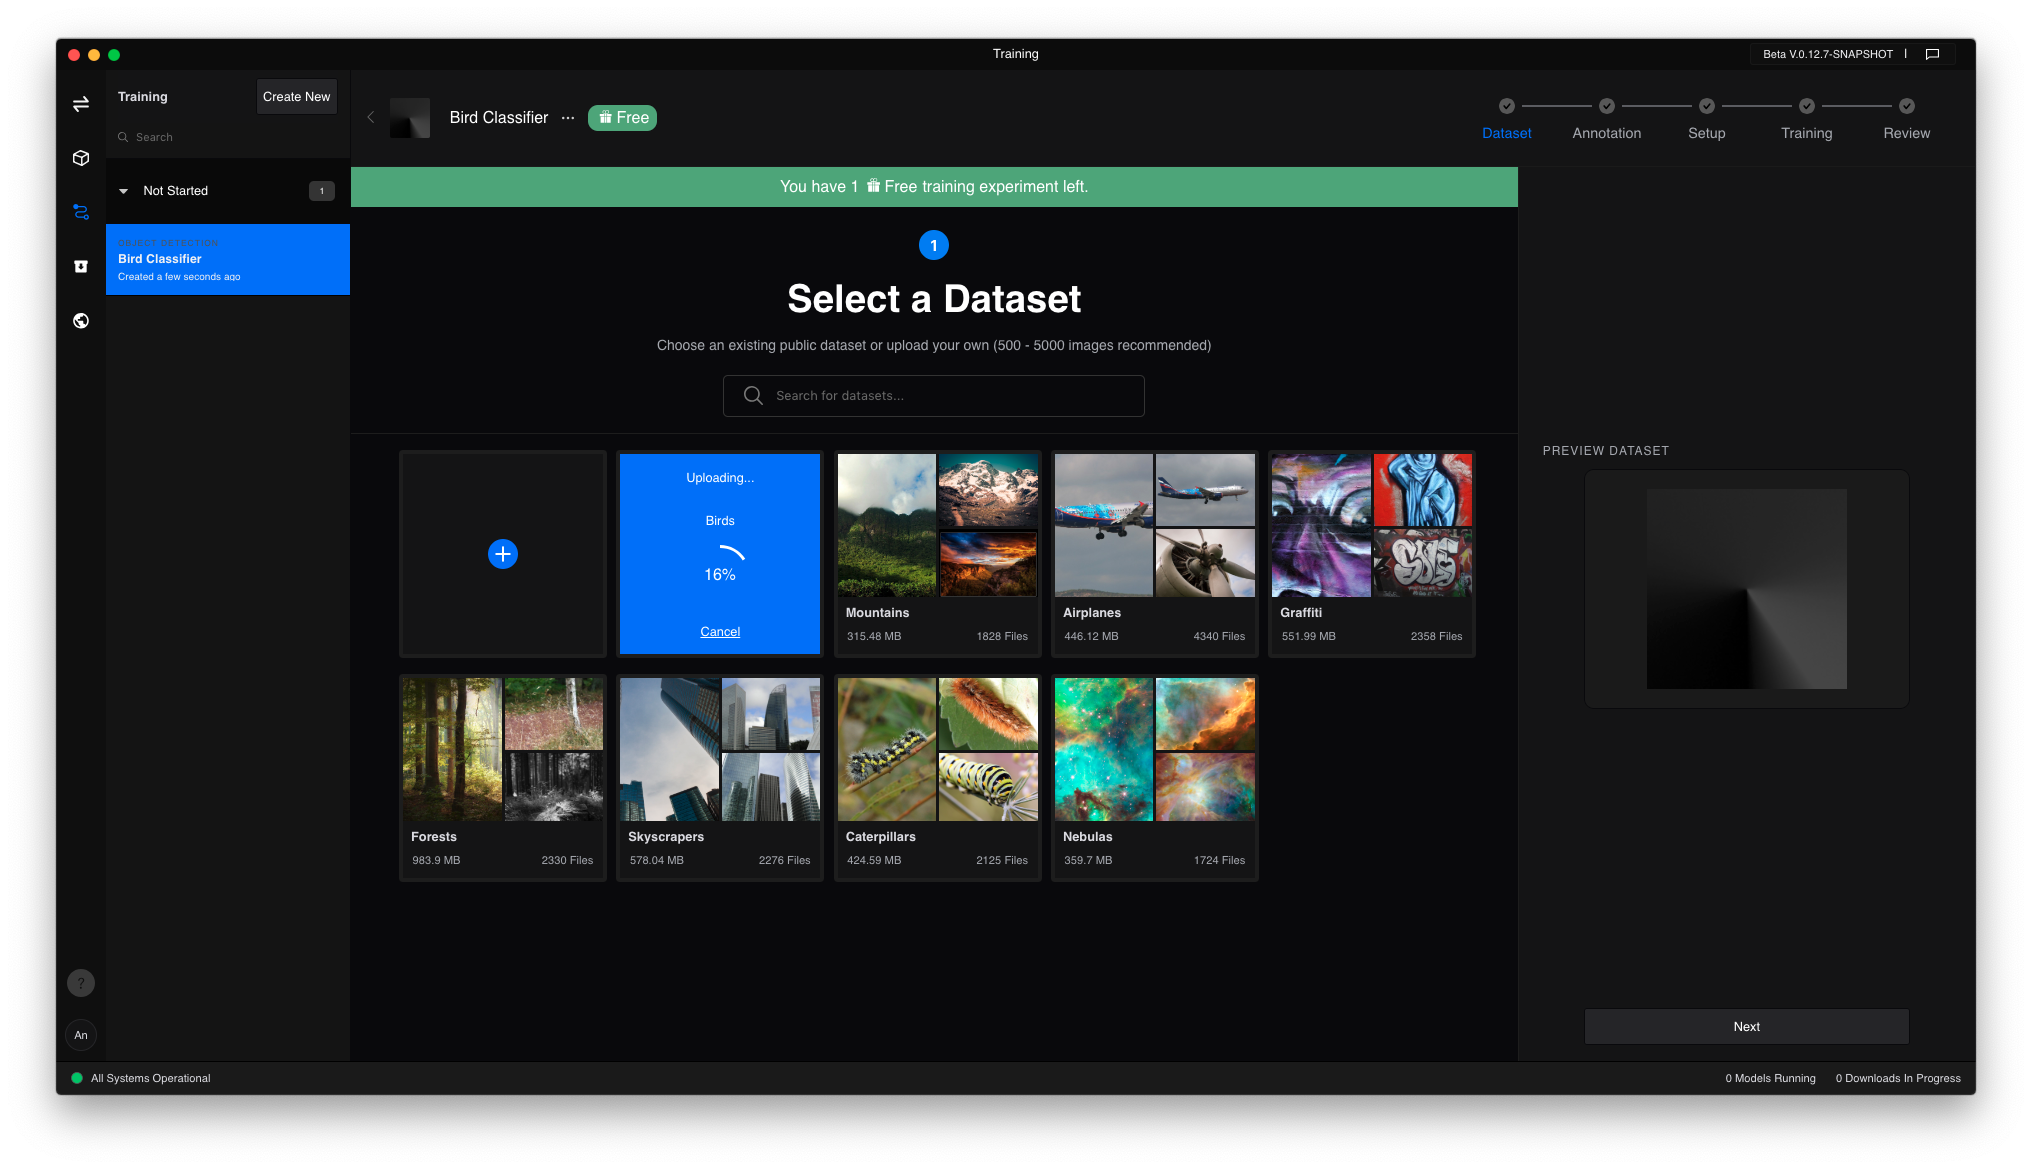 Training
Beta V.0.12.7-SNAPSHOT
Training
Create New
Search
Not Started
1
OBJECT DETECTION
Bird Classifier
Created a few seconds ago
Bird Classifier
Free
Dataset
Annotation
Setup
Training
Review
You have 1 Free training experiment left.
1
Select a Dataset
Choose an existing public dataset or upload your own (500 - 5000 images recommended)
Search for datasets...
Uploading...
Birds
16%
Cancel
Mountains
315.48 MB
1828 Files
Airplanes
446.12 MB
4340 Files
Graffiti
551.99 MB
2358 Files
Forests
983.9 MB
2330 Files
Skyscrapers
578.04 MB
2276 Files
Caterpillars
424.59 MB
2125 Files
Nebulas
359.7 MB
1724 Files
PREVIEW DATASET
Next
?
An
All Systems Operational
0 Models Running
0 Downloads In Progress